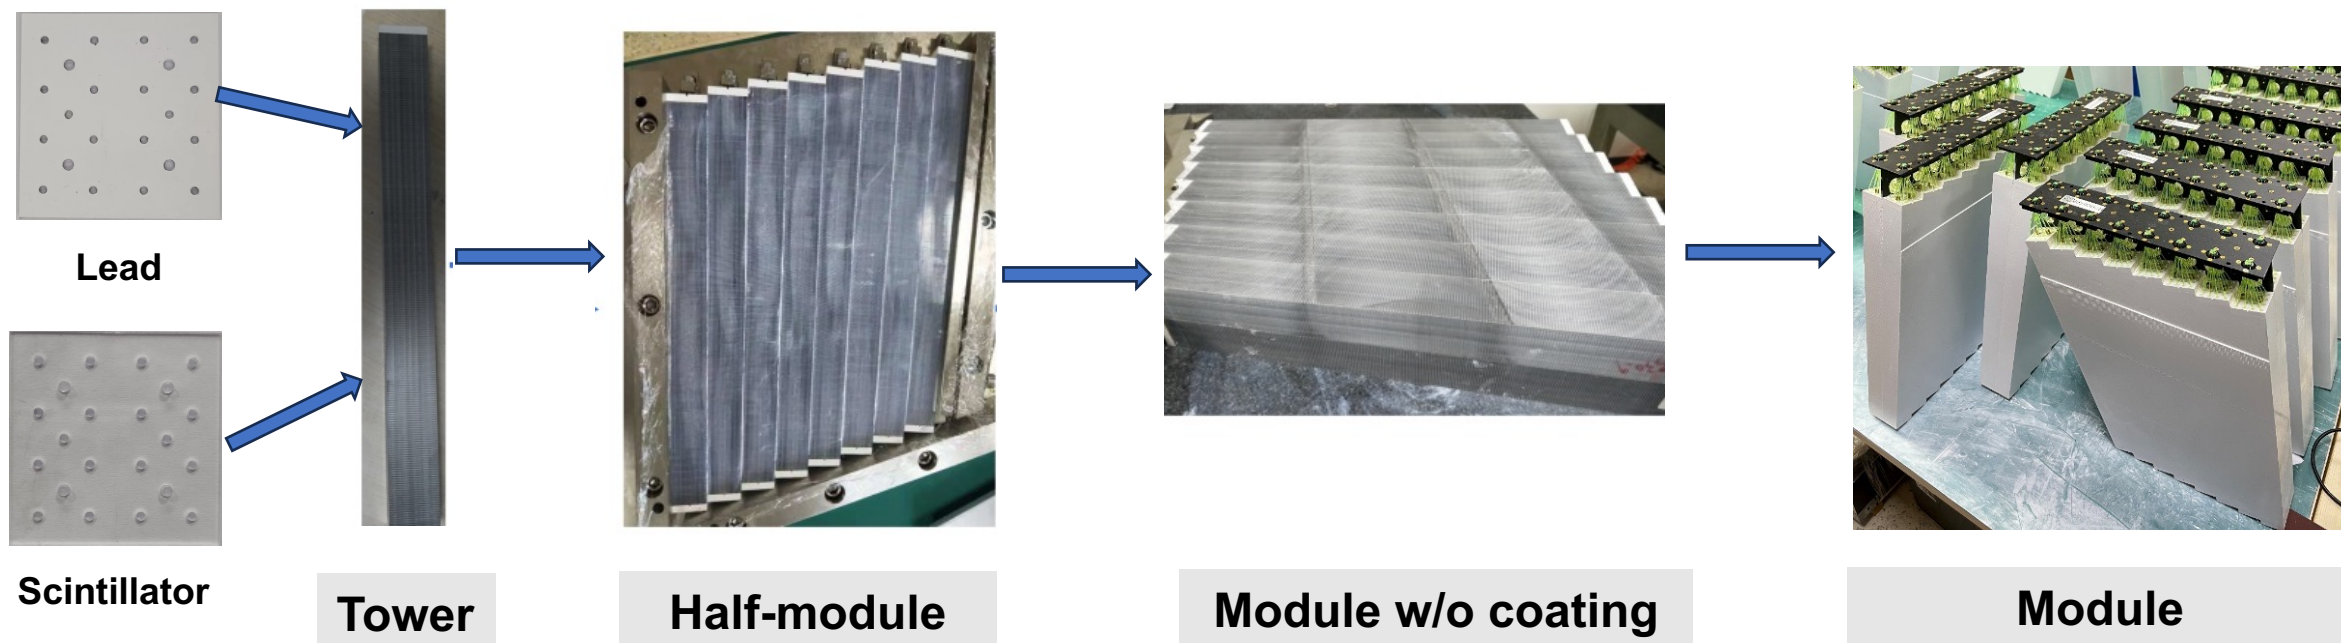 Lead
Scintillator
Tower
Half-module
Module w/o coating
Module